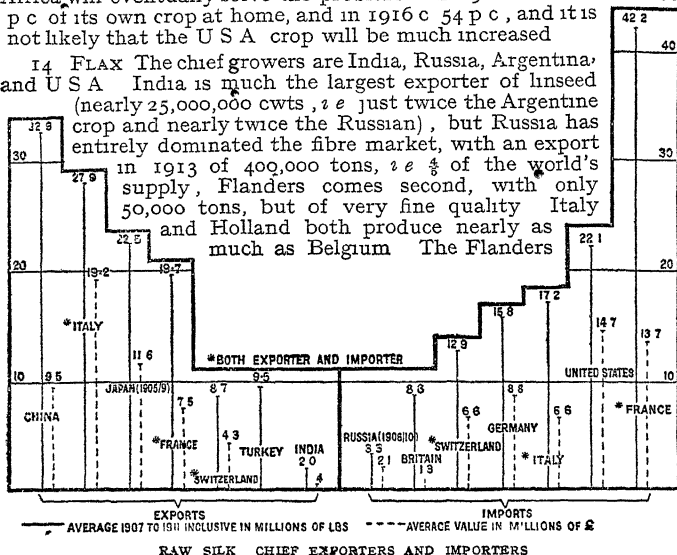 p c of its own crop at home, and in 1916 c 54 p c , and it is
not likely that the U S A crop will be much increased
14 FLAX The chief growers are India, Russia, Argentina,
and U S A India is much the largest exporter of linseed
(nearly 25,000,000 cwts , i e just twice the Argentine
crop and nearly twice the Russian) , but Russia has
entirely dominated the fibre market, with an export
in 1913 of 400,000 tons, i e of the world's
supply , Flanders comes second, with only
50,000 tons, but of very fine quality Italy
and Holland both produce nearly as
much as Belgium The Flanders
42 2
40
32 9
30
27 9
30
22 5
22 1
20
19 2
19 7
20
17 2
15 8
*ITALY
12 9
14 7
13 7
11 6
*BOTH EXPORTER AND IMPORTER
UNITED STATES
10
9 5
JAPAN (1905/9)
7 5
8 7
9 5
8 8
10
CHINA
*FRANCE
4 3
TURKEY
INDIA
2 0
4
*SWITZERLAND
RUSSIA (1906/10)
3 3
2 1
BRITAIN
1 3
*SWITZERLAND
6 6
GERMANY
*ITALY
6 6
*FRANCE
EXPORTS
IMPORTS
AVERAGE 1907 TO 1911 INCLUSIVE IN MILLIONS OF LBS
AVERAGE VALUE IN MILLIONS OF £
RAW SILK CHIEF EXPORTERS AND IMPORTERS